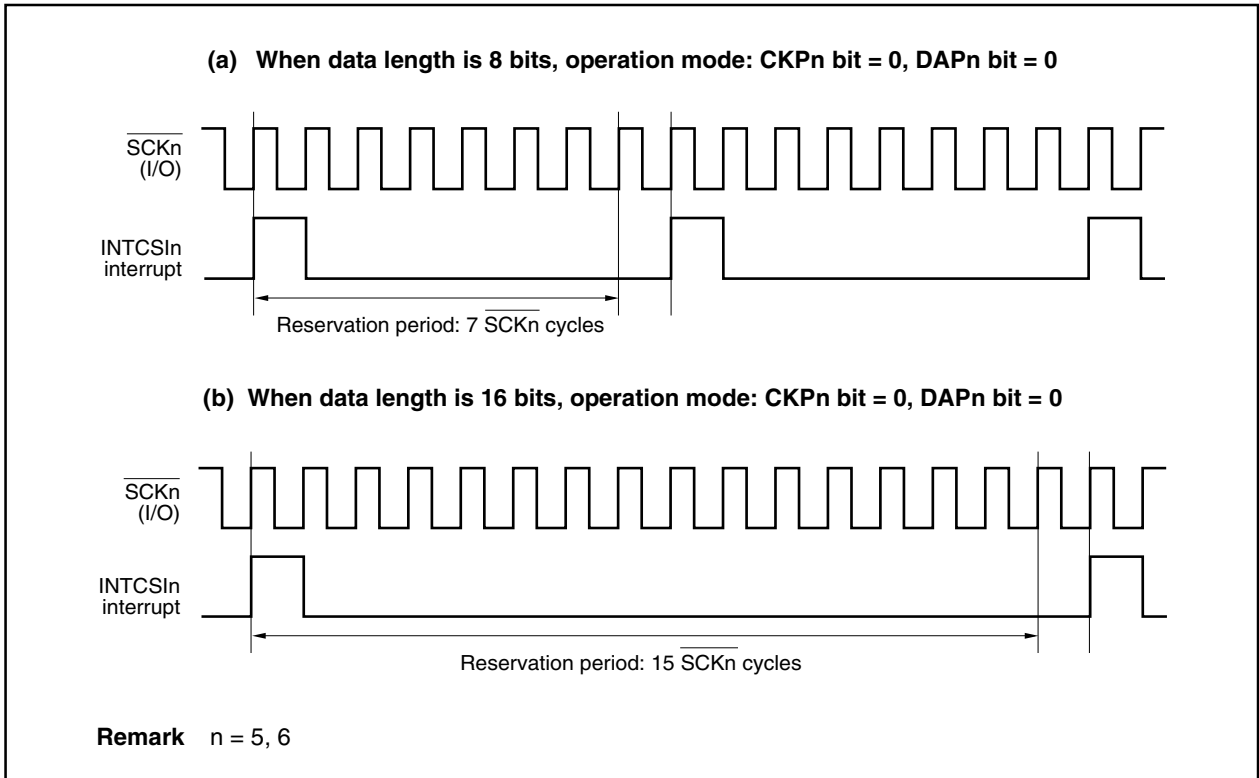 (a) When data length is 8 bits, operation mode: CKPn bit = 0, DAPn bit = 0
SCKn
(I/O)
INTCSIn
interrupt
Reservation period: 7 SCKn cycles
(b) When data length is 16 bits, operation mode: CKPn bit = 0, DAPn bit = 0
SCKn
(I/O)
INTCSIn
interrupt
Reservation period: 15 SCKn cycles
Remark n = 5, 6